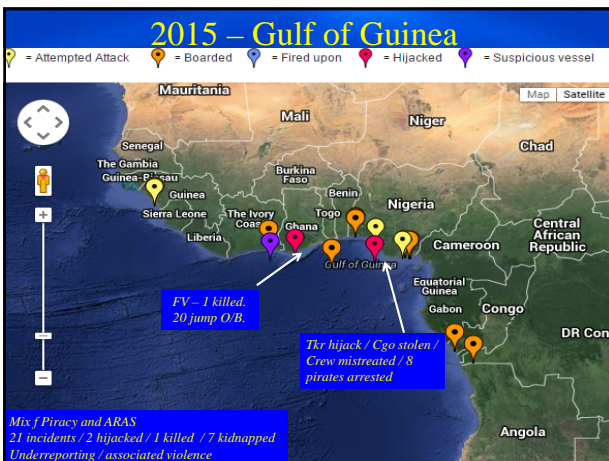 2015 – Gulf of Guinea
= Attempted Attack = Boarded = Fired upon = Hijacked = Suspicious vessel
Map Satellite
Mauritania
Mali
Niger
Chad
Senegal
The Gambia
Guinea-Bissau
Burkina
Faso
Guinea
Benin
Nigeria
Sierra Leone
The Ivory
Coast
Ghana
Togo
Liberia
Central
African
Republic
Cameroon
Gulf of Guinea
Equatorial
Guinea
Gabon
Congo
DR Con
Angola
FV – 1 killed.
20 jump O/B.
Tkr hijack / Cgo stolen /
Crew mistreated / 8
pirates arrested
Mix f Piracy and ARAS
21 incidents / 2 hijacked / 1 killed / 7 kidnapped
Underreporting / associated violence